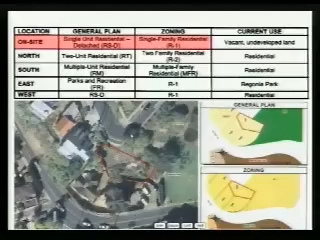 LOCATION GENERAL PLAN ZONING CURRENT USE
ON-SITE Single Unit Residential – Detached (RS-D) Single-Family Residential (R-1) Vacant, undeveloped land
NORTH Two-Unit Residential (RT) Two Family Residential (R-2) Residential
SOUTH Multiple-Unit Residential (RM) Multiple-Family Residential (MFR) Residential
EAST Parks and Recreation (PR) R-1 Begonia Park
WEST RS-D R-1 Residential
GENERAL PLAN
ZONING